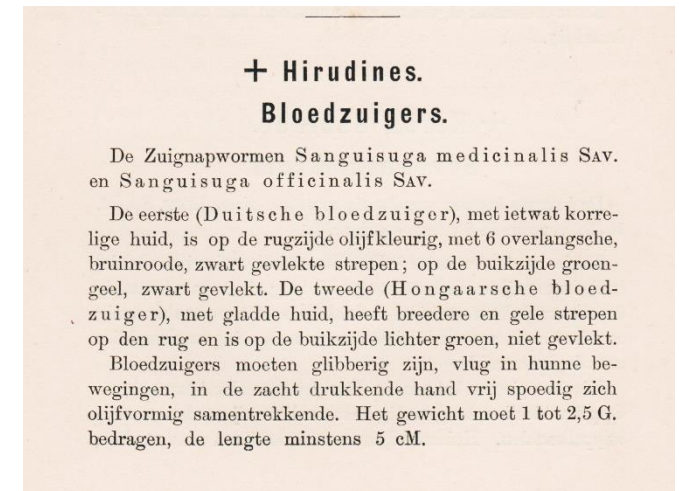 + Hirudines.
Bloedzuigers.
De Zuignapwormen Sanguisuga medicinalis SAV.
en Sanguisuga officinalis SAV.
De eerste (Duitsche bloedzuiger), met ietwat korre-
lige huid, is op de rugzijde olijfkleurig, met 6 overlangsche,
bruinroode, zwart gevlekte strepen; op de buikzijde groen-
geel, zwart gevlekt. De tweede (Hongaarsche bloed-
zuiger), met gladde huid, heeft breedere en gele strepen
op den rug en is op de buikzijde lichter groen, niet gevlekt.
Bloedzuigers moeten glibberig zijn, vlug in hunne be-
wegingen, in de zacht drukkende hand vrij spoedig zich
olijfvormig samentrekkende. Het gewicht moet 1 tot 2,5 G.
bedragen, de lengte minstens 5 cM.